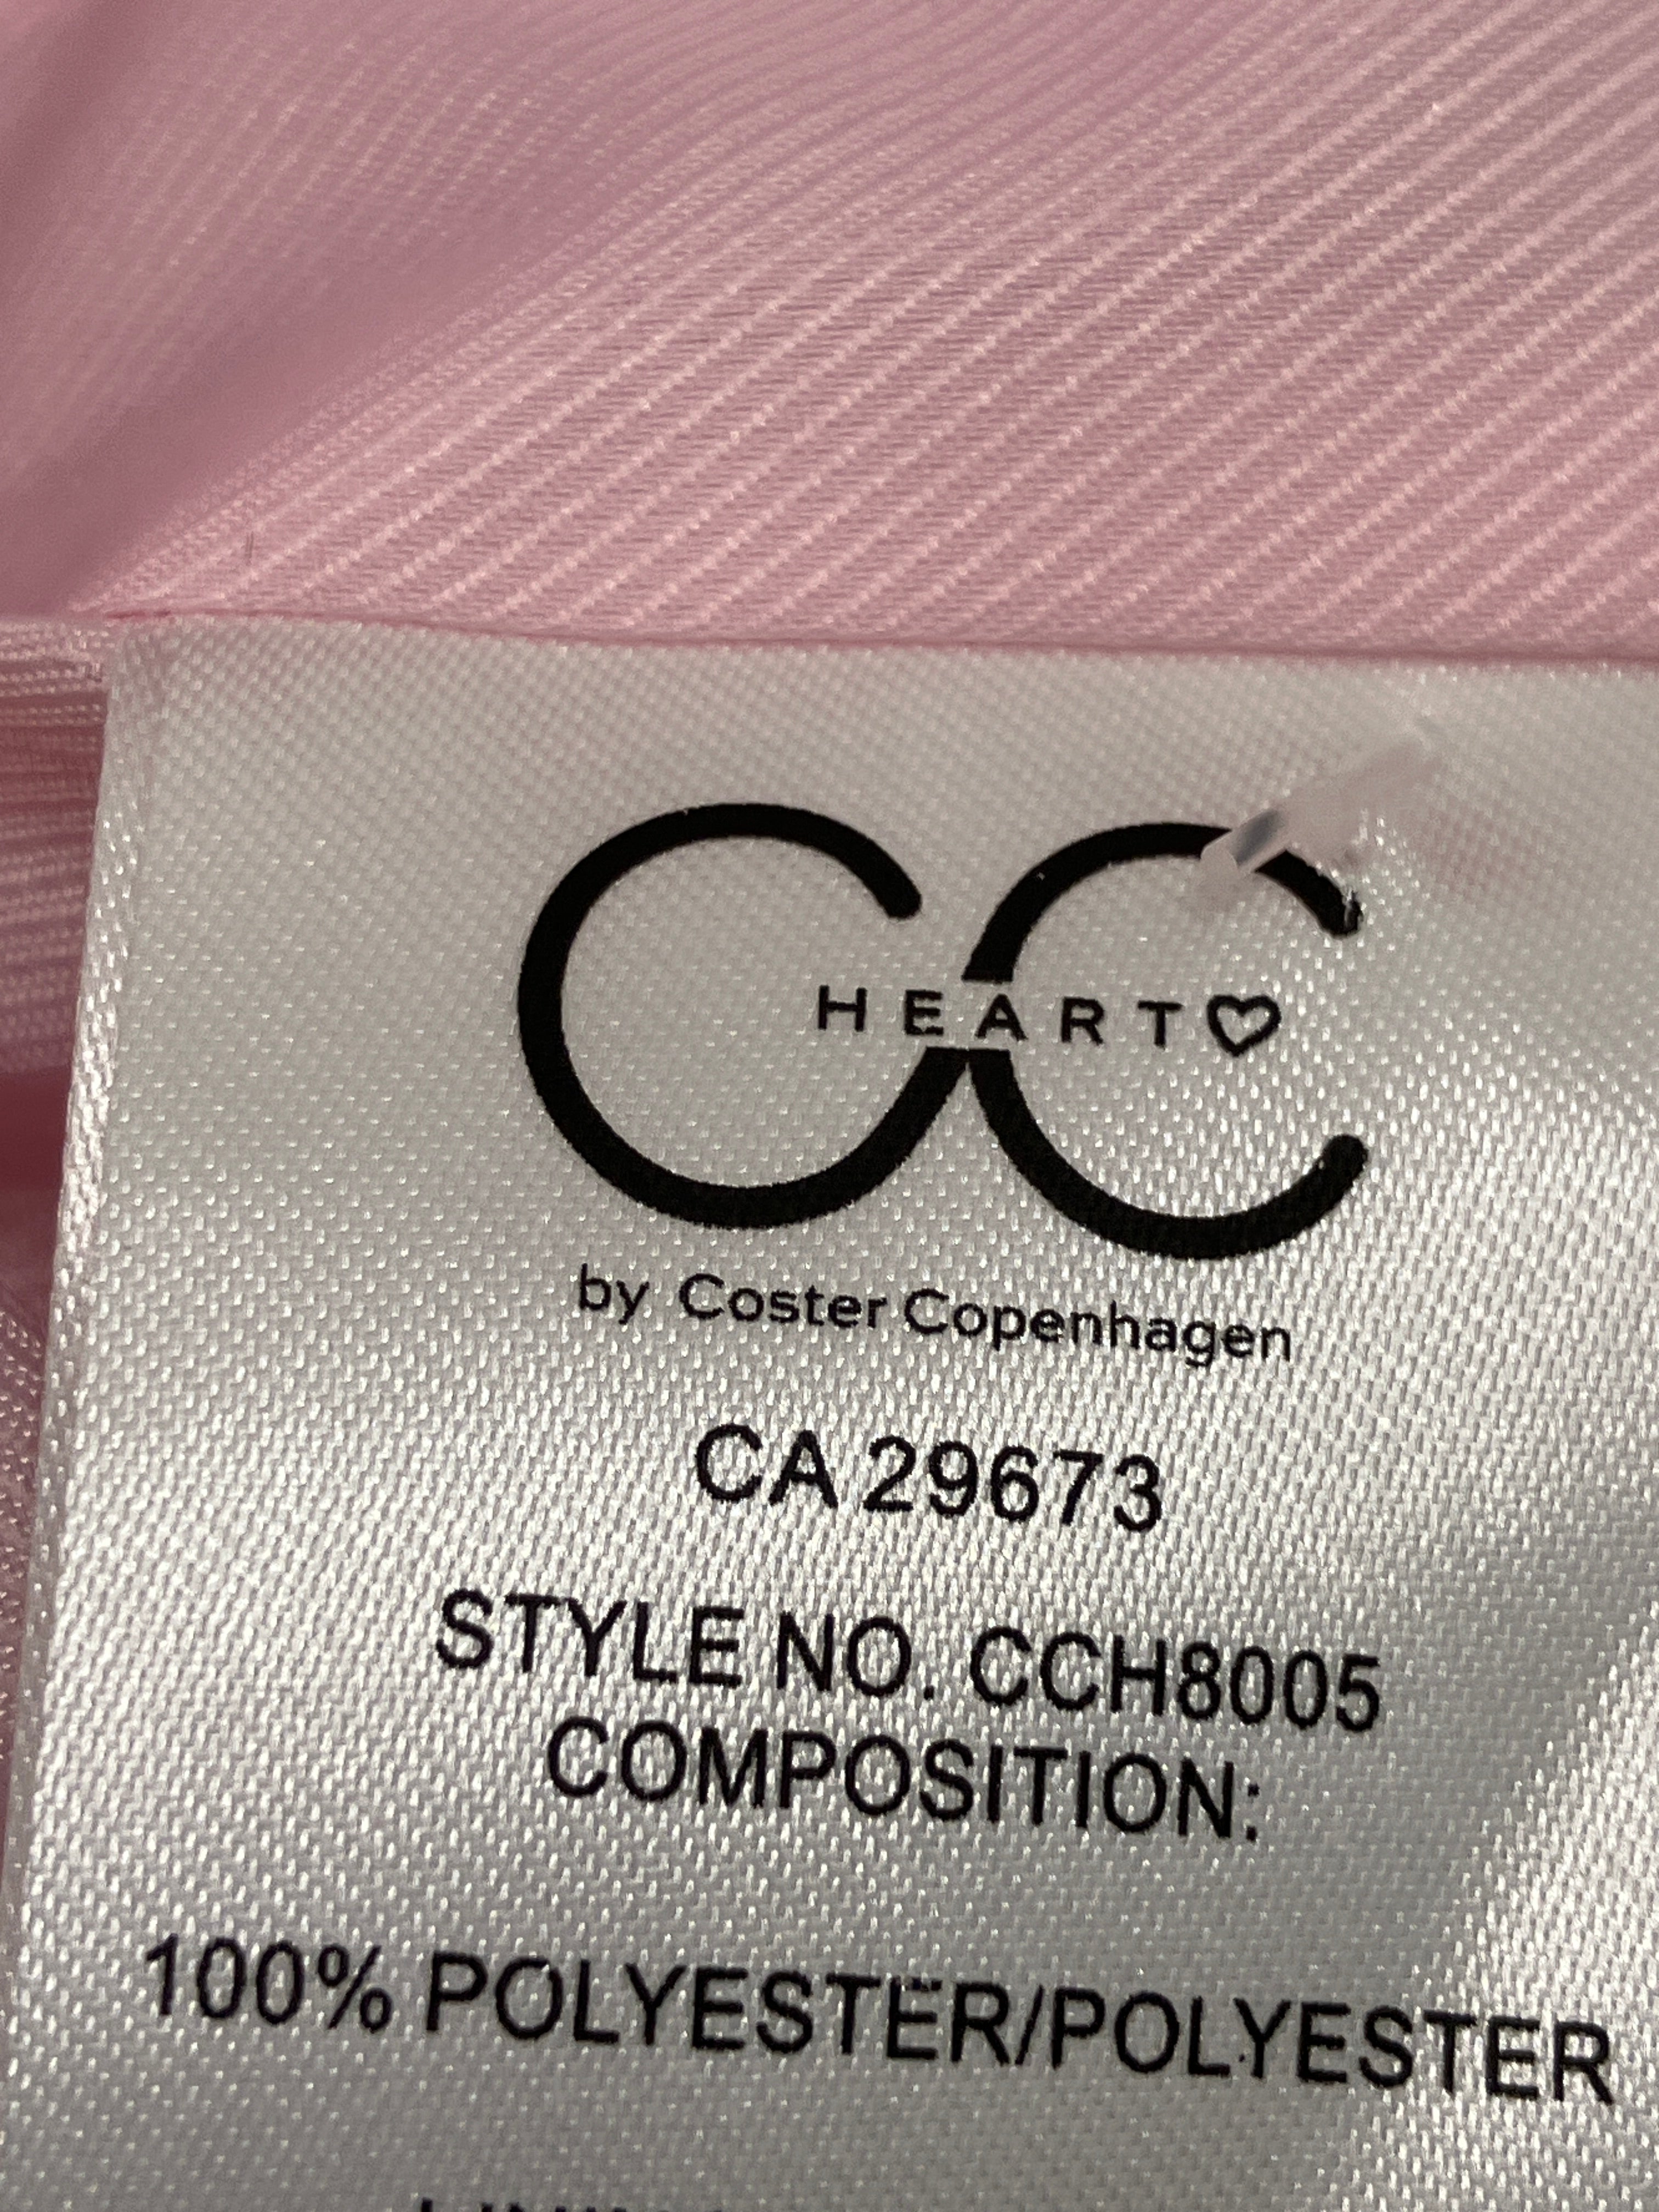 CC
HEART♡
by Coster Copenhagen
CA 29673
STYLE NO. CCH8005
COMPOSITION:
100% POLYESTER/POLYESTER